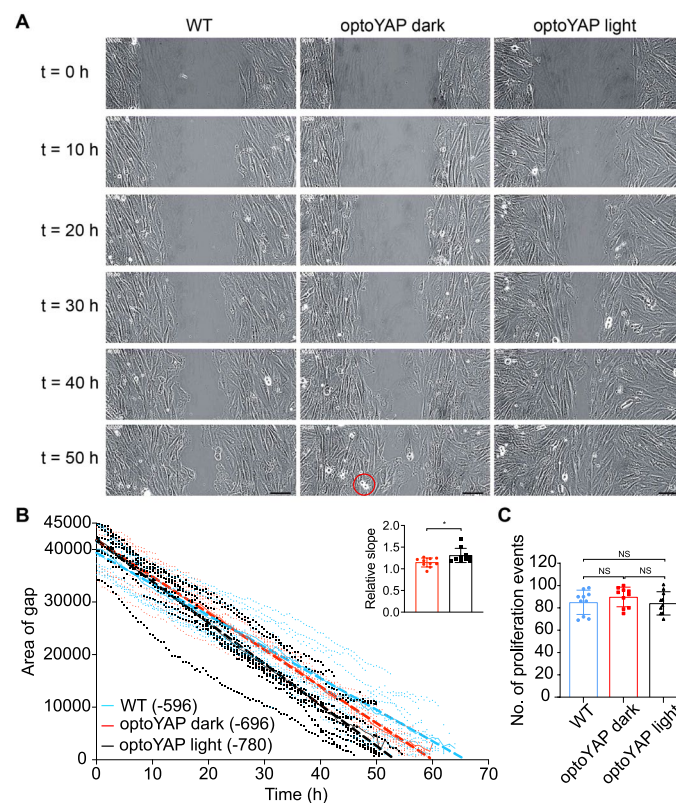 A
WT
optoYAP dark
optoYAP light
t = 0 h
t = 10 h
t = 20 h
t = 30 h
t = 40 h
t = 50 h
B
45000
40000
30000
20000
10000
0
Area of gap
WT (-596)
optoYAP dark (-696)
optoYAP light (-780)
0 10 20 30 40 50 60 70
Time (h)
Relative slope
2.0
1.5
1.0
0.5
0.0
*
C
No. of proliferation events
120
100
80
60
40
20
0
NS
NS NS
WT
optoYAP dark
optoYAP light